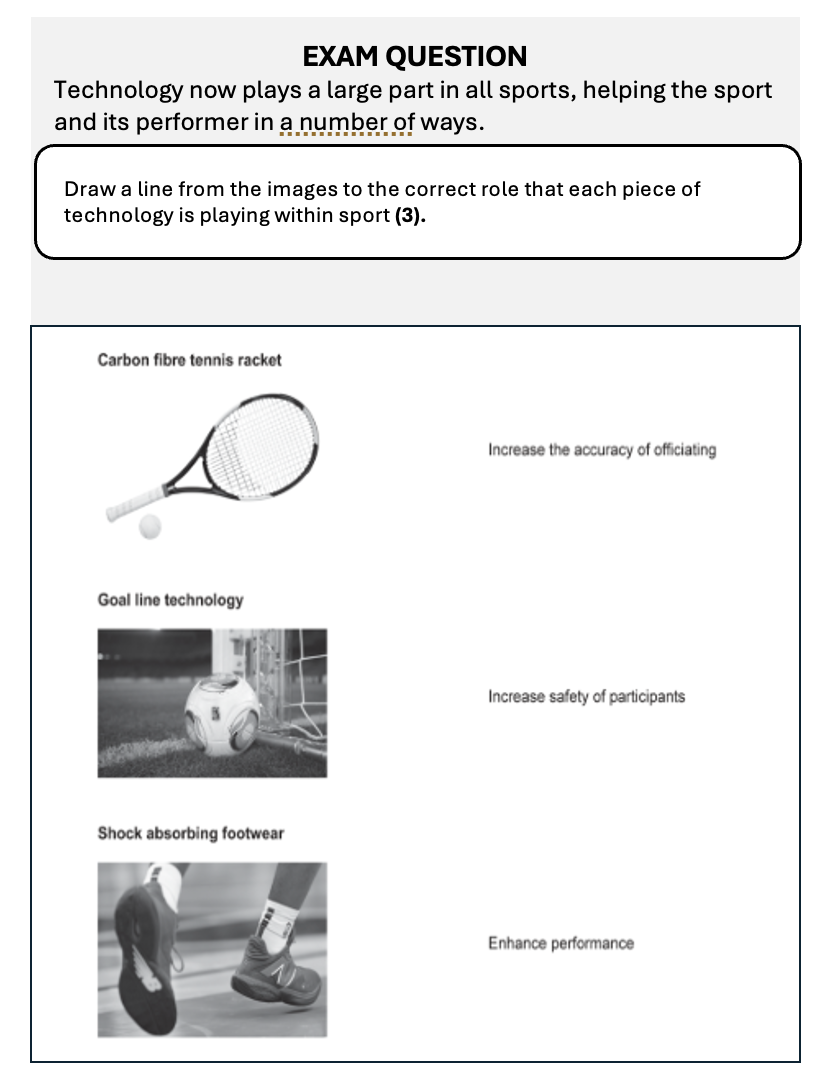 EXAM QUESTION
Technology now plays a large part in all sports, helping the sport
and its performer in a number of ways.
Draw a line from the images to the correct role that each piece of
technology is playing within sport (3).
Carbon fibre tennis racket
Increase the accuracy of officiating
Goal line technology
Increase safety of participants
Shock absorbing footwear
Enhance performance